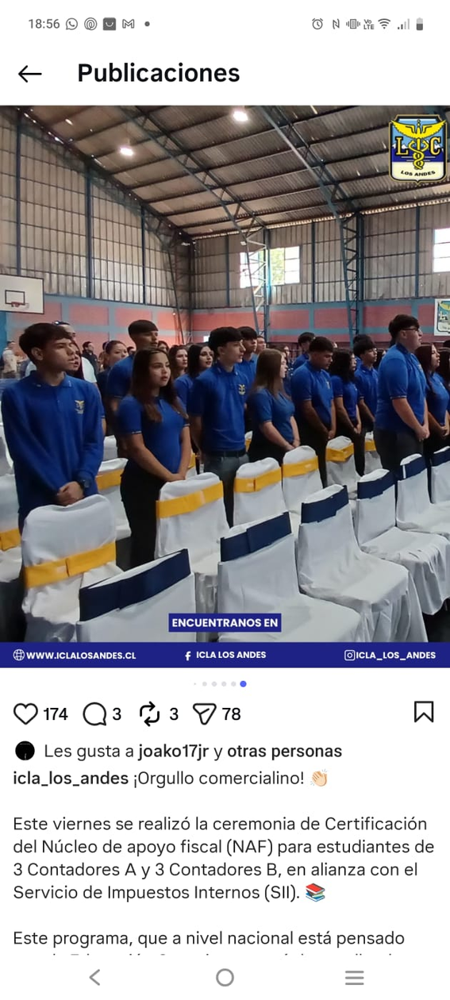 18:56
Vo
LTE
Publicaciones
L C
LOS ANDES
ENCUENTRANOS EN
WWW.ICLALOSANDES.CL ICLA LOS ANDES ICLA_LOS_ANDES
174 3 3 78
Les gusta a joako17jr y otras personas
icla_los_andes ¡Orgullo comercialino! 👏🏻
Este viernes se realizó la ceremonia de Certificación
del Núcleo de apoyo fiscal (NAF) para estudiantes de
3 Contadores A y 3 Contadores B, en alianza con el
Servicio de Impuestos Internos (SII). 📚
Este programa, que a nivel nacional está pensado